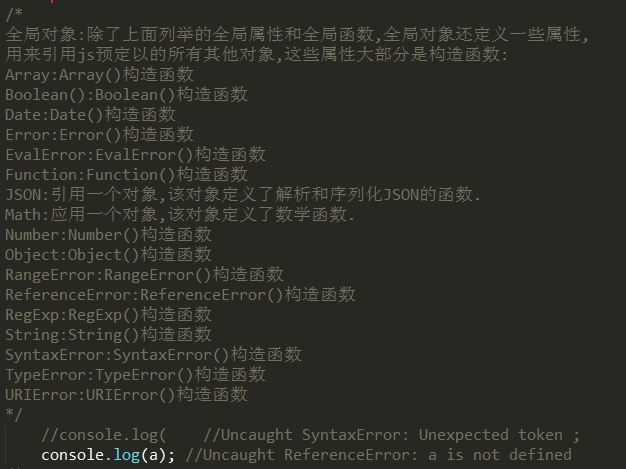 /*
全局对象:除了上面列举的全局属性和全局函数,全局对象还定义一些属性,
用来引用js预定以的所有其他对象,这些属性大部分是构造函数:
Array:Array()构造函数
Boolean():Boolean()构造函数
Date:Date()构造函数
Error:Error()构造函数
EvalError:EvalError()构造函数
Function:Function()构造函数
JSON:引用一个对象,该对象定义了解析和序列化JSON的函数.
Math:应用一个对象,该对象定义了数学函数.
Number:Number()构造函数
Object:Object()构造函数
RangeError:RangeError()构造函数
ReferenceError:ReferenceError()构造函数
RegExp:RegExp()构造函数
String:String()构造函数
SyntaxError:SyntaxError()构造函数
TypeError:TypeError()构造函数
URIError:URIError()构造函数
*/
//console.log(    //Uncaught SyntaxError: Unexpected token ;
console.log(a); //Uncaught ReferenceError: a is not defined